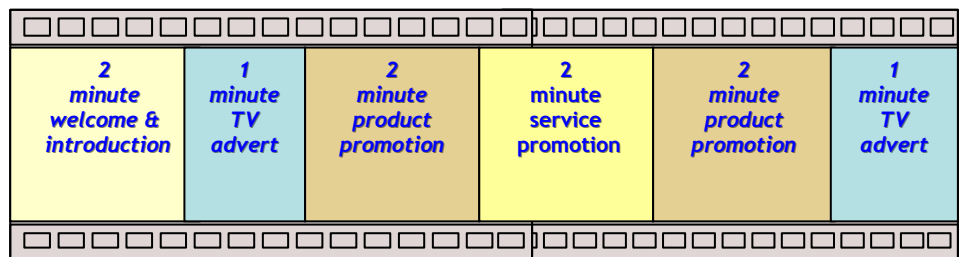 2
minute
welcome &
introduction
1
minute
TV
advert
2
minute
product
promotion
2
minute
service
promotion
2
minute
product
promotion
1
minute
TV
advert